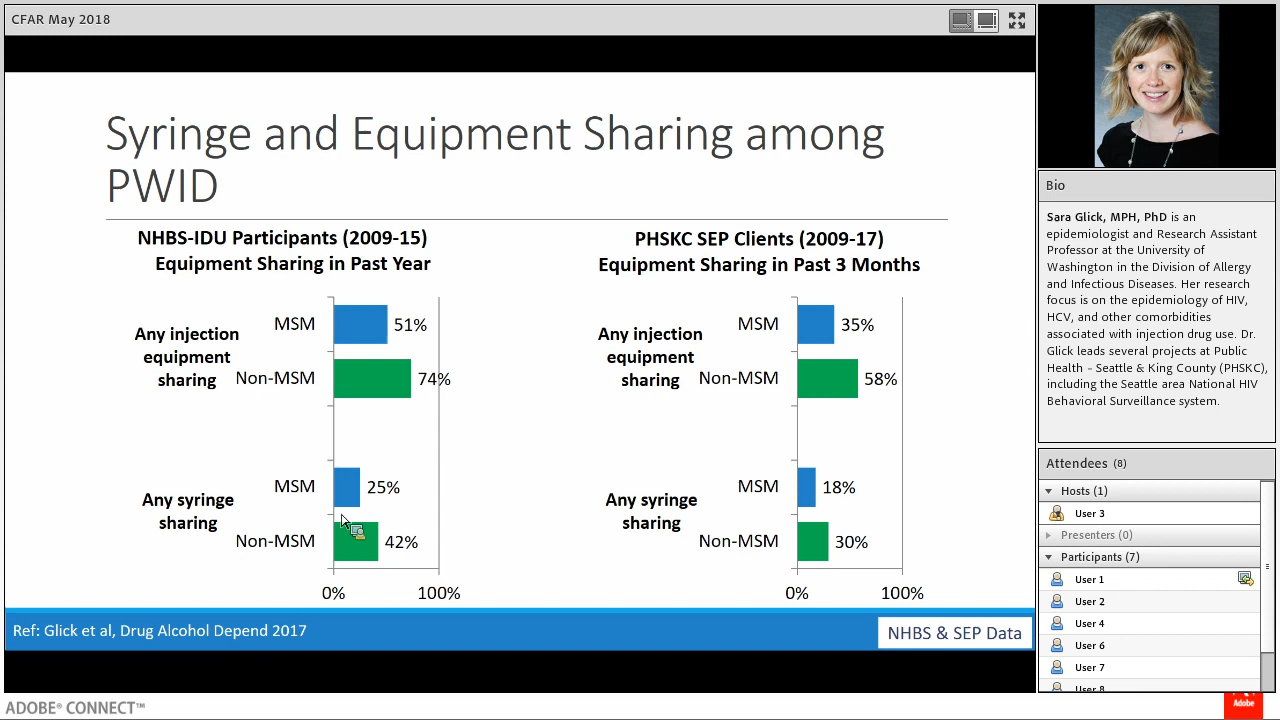 CFAR May 2018
Syringe and Equipment Sharing among
PWID
NHBS-IDU Participants (2009-15)
Equipment Sharing in Past Year
Any injection
equipment
sharing
MSM
51%
Non-MSM
74%
Any syringe
sharing
MSM
25%
Non-MSM
42%
0%
100%
PHSKC SEP Clients (2009-17)
Equipment Sharing in Past 3 Months
Any injection
equipment
sharing
MSM
35%
Non-MSM
58%
Any syringe
sharing
MSM
18%
Non-MSM
30%
0%
100%
Ref: Glick et al, Drug Alcohol Depend 2017
NHBS & SEP Data
Bio
Sara Glick, MPH, PhD is an
epidemiologist and Research Assistant
Professor at the University of
Washington in the Division of Allergy
and Infectious Diseases. Her research
focus is on the epidemiology of HIV,
HCV, and other comorbidities
associated with injection drug use. Dr.
Glick leads several projects at Public
Health – Seattle & King County (PHSKC),
including the Seattle area National HIV
Behavioral Surveillance system.
Attendees (8)
Hosts (1)
User 3
Presenters (0)
Participants (7)
User 1
User 2
User 4
User 6
User 7
User 8
ADOBE® CONNECT™
Adobe